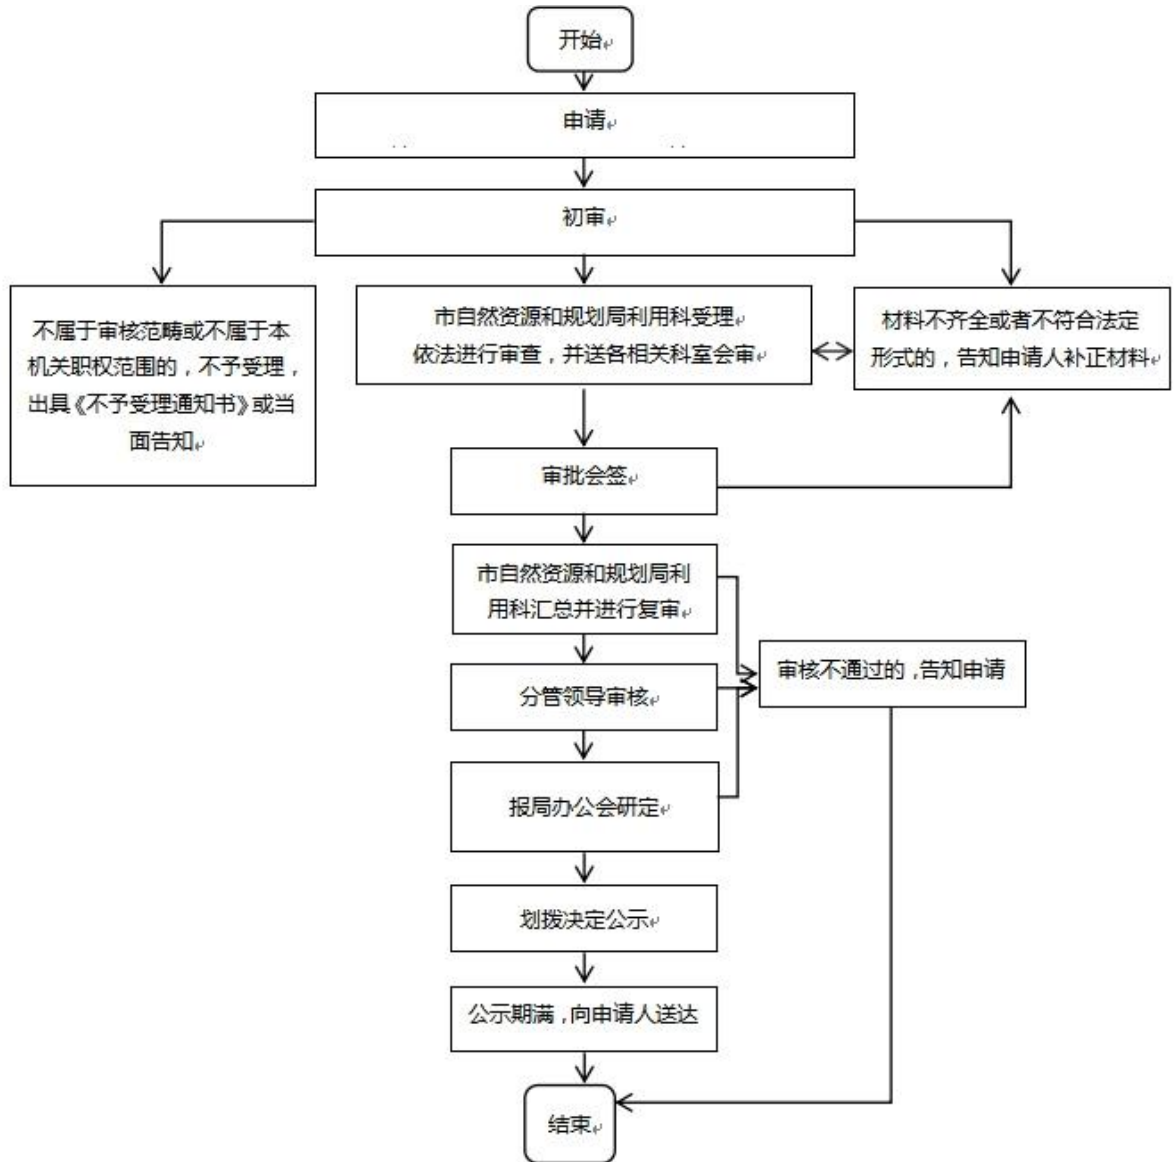 开始
申请
初审
不属于审核范畴或不属于本
机关职权范围的，不予受理，
出具《不予受理通知书》或当
面告知
市自然资源和规划局利用科受理
依法进行审查，并送各相关科室会审
材料不齐全或者不符合法定
形式的，告知申请人补正材料
审批会签
市自然资源和规划局利
用科汇总并进行复审
审核不通过的，告知申请
分管领导审核
报局办公会研定
划拨决定公示
公示期满，向申请人送达
结束